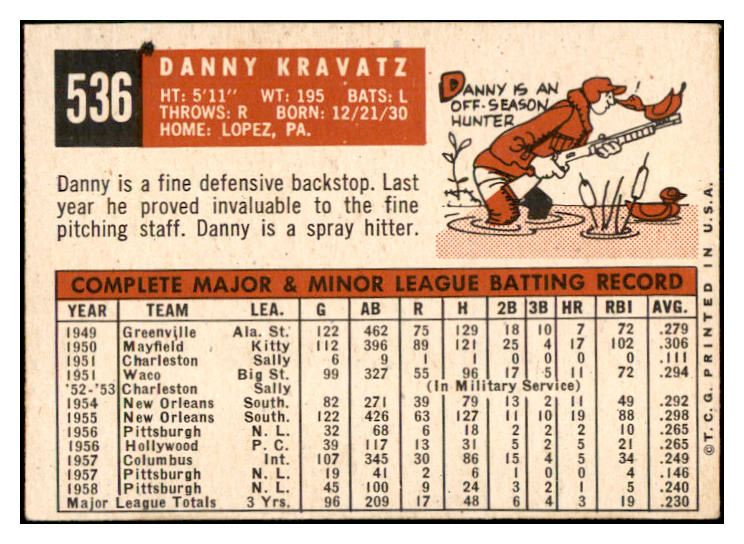 536
DANNY KRAVATZ
HT: 5'11" WT: 195 BATS: L
THROWS: R BORN: 12/21/30
HOME: LOPEZ, PA.
DANNY IS AN
OFF-SEASON
HUNTER
Danny is a fine defensive backstop. Last
year he proved invaluable to the fine
pitching staff. Danny is a spray hitter.
COMPLETE MAJOR & MINOR LEAGUE BATTING RECORD
YEAR TEAM LEA. G AB R H 2B 3B HR RBI AVG.
1949 Greenville Ala. St. 122 462 75 129 18 10 7 72 .279
1950 Mayfield Kitty 112 396 89 121 25 4 17 102 .306
1951 Charleston Sally 6 9 1 1 0 0 0 0 .111
1951 Waco Big St. 99 327 55 96 17 5 11 72 .294
'52-'53 Charleston Sally (In Military Service)
1954 New Orleans South. 82 271 39 79 13 2 11 49 .292
1955 New Orleans South. 122 426 63 127 11 10 19 88 .298
1956 Pittsburgh N. L. 32 68 6 18 2 2 2 10 .265
1956 Hollywood P. C. 39 117 13 31 5 2 5 21 .265
1957 Columbus Int. 107 345 30 86 15 4 5 34 .249
1957 Pittsburgh N. L. 19 41 2 6 1 0 0 4 .146
1958 Pittsburgh N. L. 45 100 9 24 3 2 1 5 .240
Major League Totals 3 Yrs. 96 209 17 48 6 4 3 19 .230
©T.C.G. PRINTED IN U.S.A.